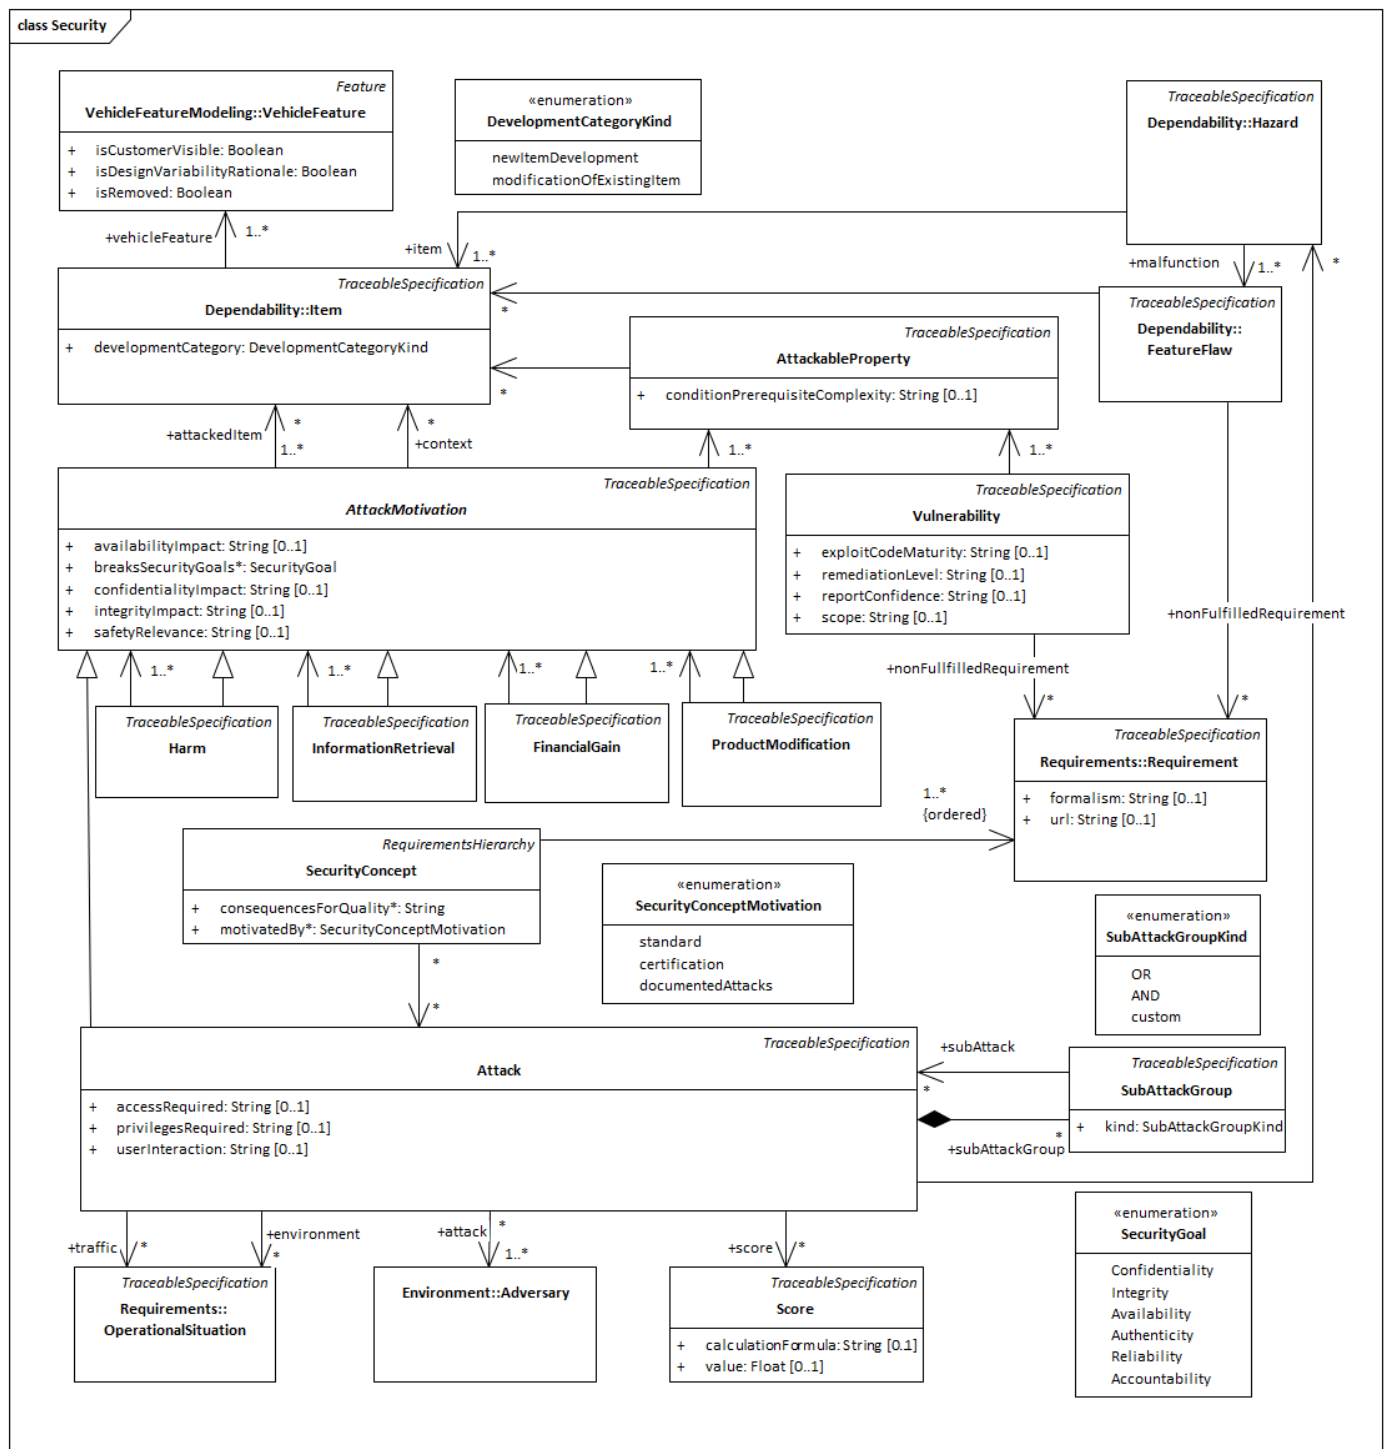 class Security
Feature
VehicleFeatureModeling::VehicleFeature
+ isCustomerVisible: Boolean
+ isDesignVariabilityRationale: Boolean
+ isRemoved: Boolean
«enumeration»
DevelopmentCategoryKind
newItemDevelopment
modificationOfExistingItem
TraceableSpecification
Dependability::Hazard
+vehicleFeature
1..*
+item
1..*
+malfunction
1..*
*
TraceableSpecification
Dependability::Item
+ developmentCategory: DevelopmentCategoryKind
*
*
TraceableSpecification
Dependability::
FeatureFlaw
TraceableSpecification
AttackableProperty
+ conditionPrerequisiteComplexity: String [0..1]
+attackedItem
*
1..*
*
+context
1..*
1..*
TraceableSpecification
AttackMotivation
+ availabilityImpact: String [0..1]
+ breaksSecurityGoals*: SecurityGoal
+ confidentialityImpact: String [0..1]
+ integrityImpact: String [0..1]
+ safetyRelevance: String [0..1]
TraceableSpecification
Vulnerability
+ exploitCodeMaturity: String [0..1]
+ remediationLevel: String [0..1]
+ reportConfidence: String [0..1]
+ scope: String [0..1]
+nonFulfilledRequirement
*
+nonFullfilledRequirement
*
1..*
1..*
1..*
1..*
TraceableSpecification
Harm
TraceableSpecification
InformationRetrieval
TraceableSpecification
FinancialGain
TraceableSpecification
ProductModification
TraceableSpecification
Requirements::Requirement
+ formalism: String [0..1]
+ url: String [0..1]
1..*
{ordered}
RequirementsHierarchy
SecurityConcept
+ consequencesForQuality*: String
+ motivatedBy*: SecurityConceptMotivation
«enumeration»
SecurityConceptMotivation
standard
certification
documentedAttacks
«enumeration»
SubAttackGroupKind
OR
AND
custom
*
*
TraceableSpecification
Attack
+ accessRequired: String [0..1]
+ privilegesRequired: String [0..1]
+ userInteraction: String [0..1]
+subAttack
*
*
+subAttackGroup
TraceableSpecification
SubAttackGroup
+ kind: SubAttackGroupKind
+traffic
*
+environment
*
+attack
*
1..*
+score
*
TraceableSpecification
Requirements::
OperationalSituation
Environment::Adversary
TraceableSpecification
Score
+ calculationFormula: String [0.1]
+ value: Float [0..1]
«enumeration»
SecurityGoal
Confidentiality
Integrity
Availability
Authenticity
Reliability
Accountability